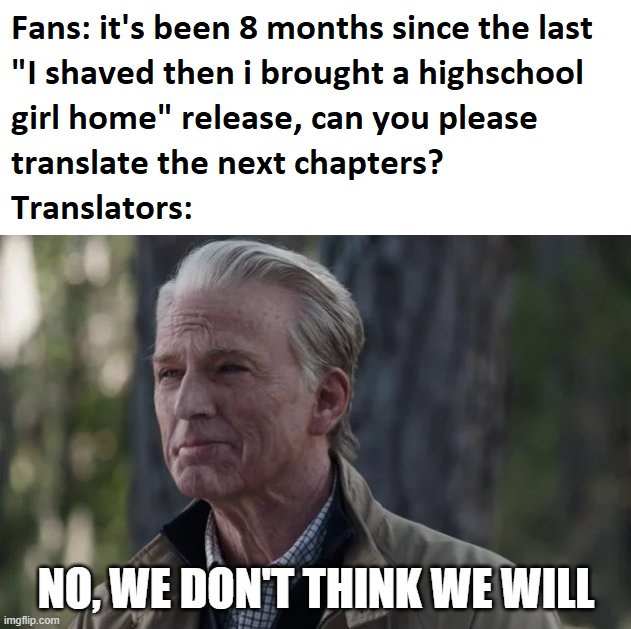 Fans: it's been 8 months since the last
"I shaved then i brought a highschool
girl home" release, can you please
translate the next chapters?
Translators:
NO, WE DON'T THINK WE WILL
imgflip.com